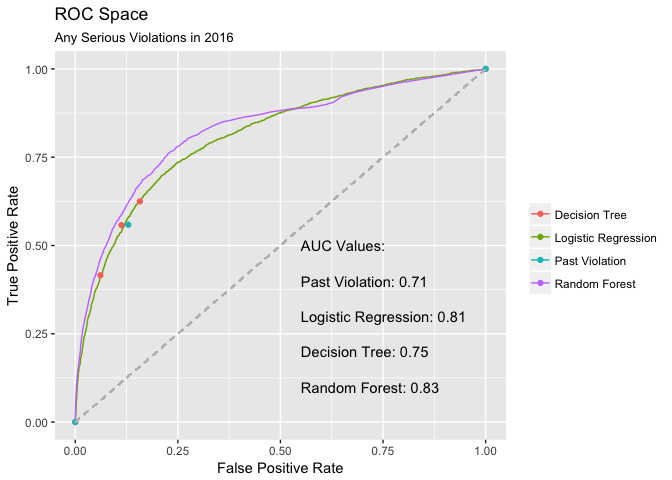 ROC Space
Any Serious Violations in 2016
1.00
0.75
0.50
0.25
0.00
True Positive Rate
AUC Values:
Past Violation: 0.71
Logistic Regression: 0.81
Decision Tree: 0.75
Random Forest: 0.83
0.00 0.25 0.50 0.75 1.00
False Positive Rate
Decision Tree
Logistic Regression
Past Violation
Random Forest